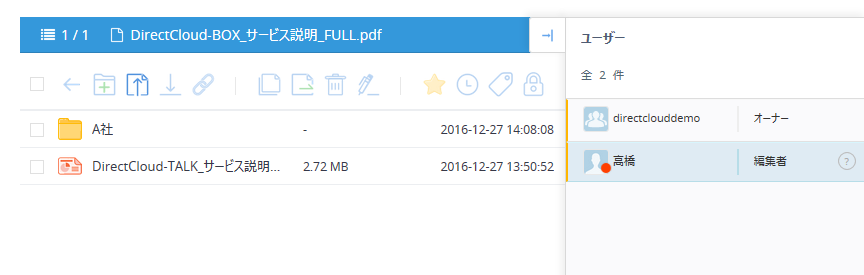 1 / 1 DirectCloud-BOX_サービス説明_FULL.pdf
ユーザー
全 2 件
directclouddemo オーナー
高橋 編集者 ?
A社 - 2016-12-27 14:08:08
DirectCloud-TALK_サービス説明... 2.72 MB 2016-12-27 13:50:52